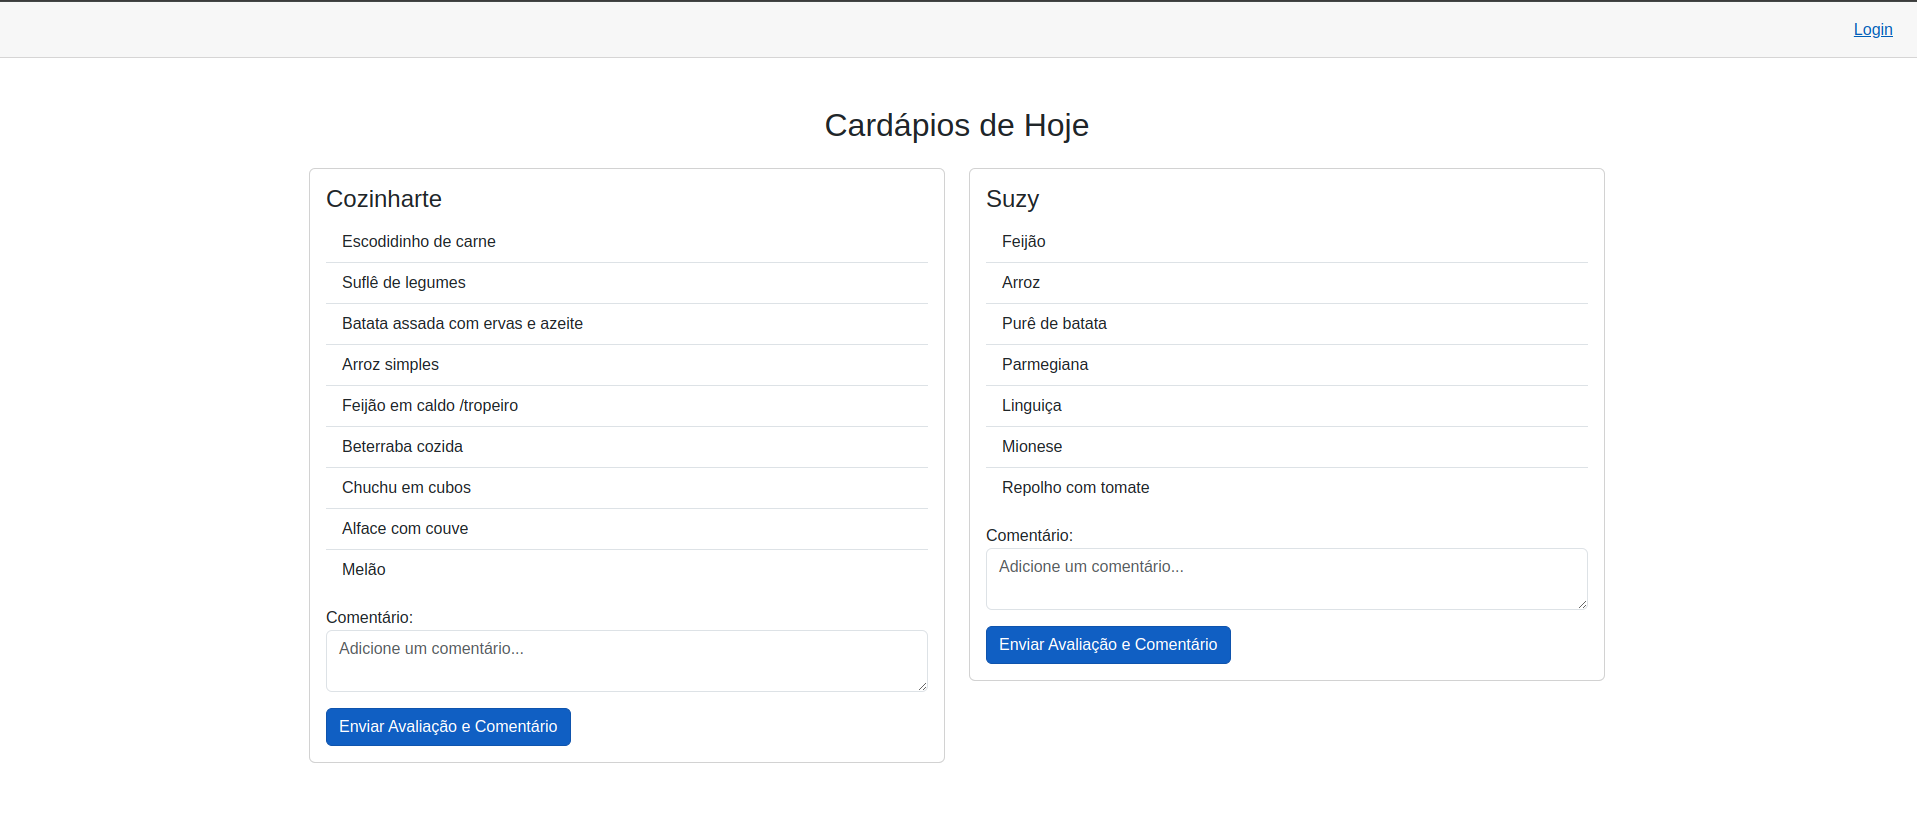 Login
Cardápios de Hoje
Cozinharte
Escodidinho de carne
Suflê de legumes
Batata assada com ervas e azeite
Arroz simples
Feijão em caldo /tropeiro
Beterraba cozida
Chuchu em cubos
Alface com couve
Melão
Comentário:
Adicione um comentário...
Enviar Avaliação e Comentário
Suzy
Feijão
Arroz
Purê de batata
Parmegiana
Linguiça
Mionese
Repolho com tomate
Comentário:
Adicione um comentário...
Enviar Avaliação e Comentário